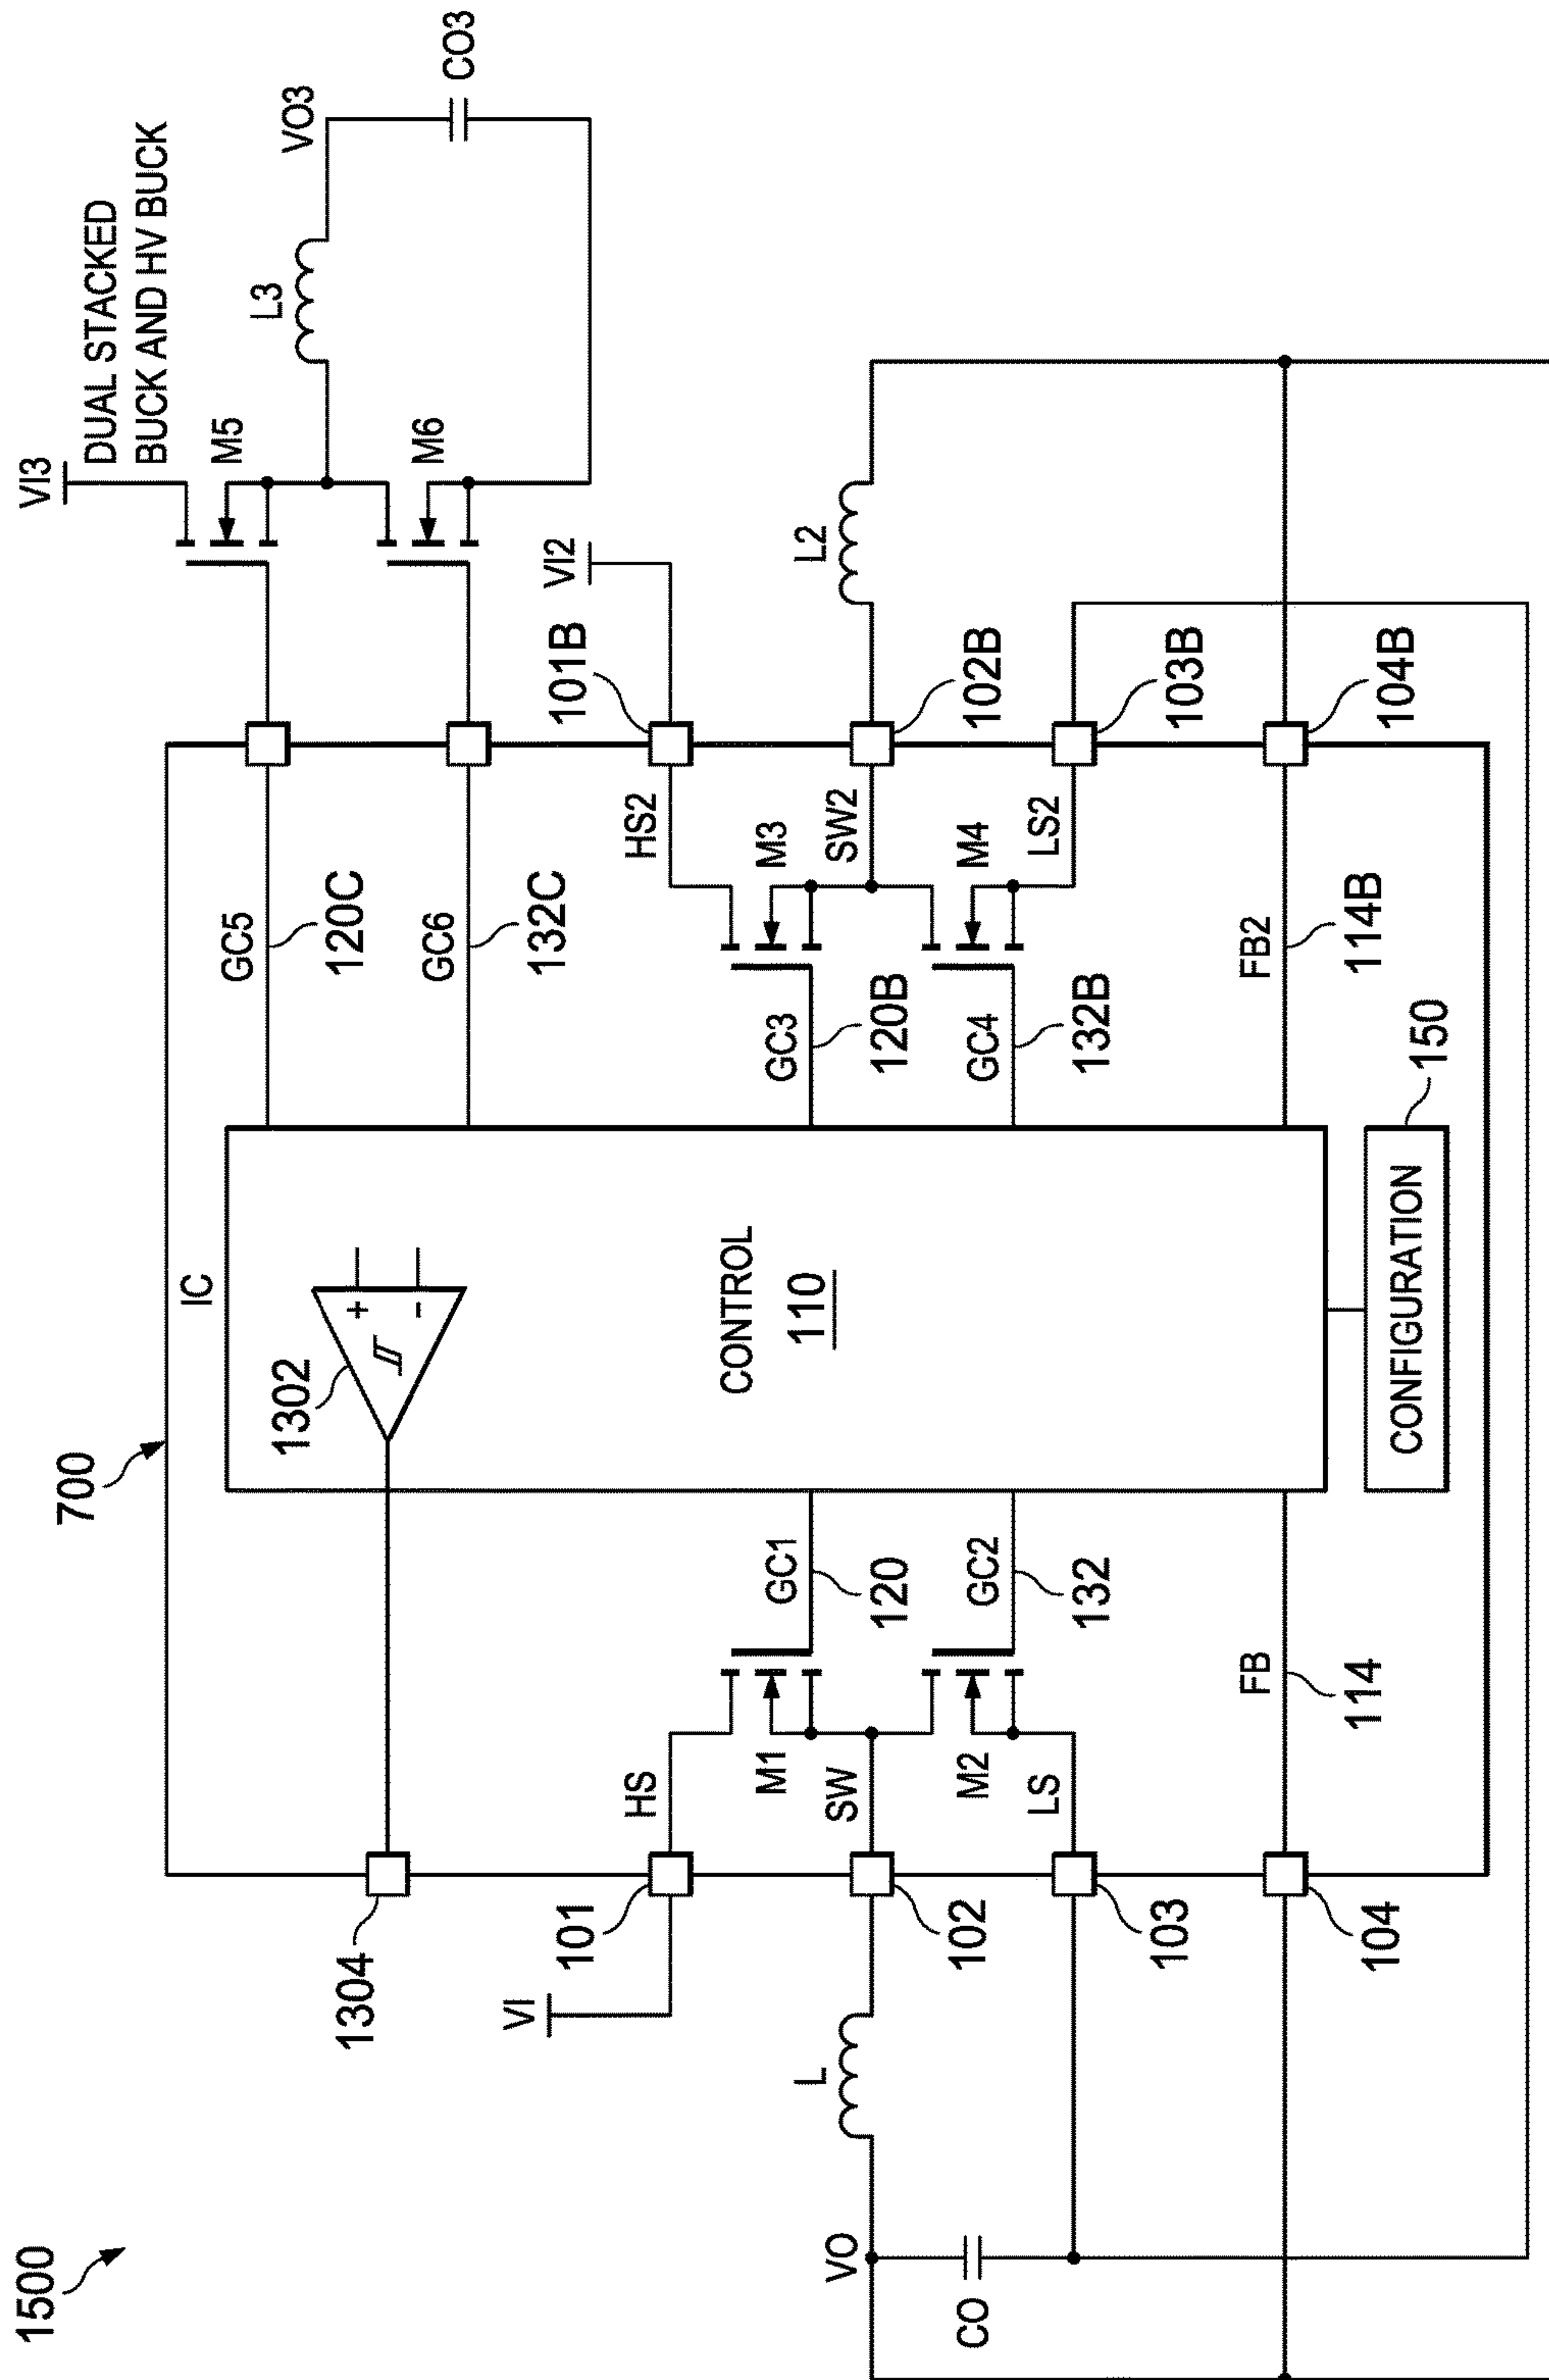 1500
700
VI3
DUAL STACKED
BUCK AND HV BUCK
IC
M5
L3
VO3
CO3
M6
GC5
120C
GC6
132C
1302
+
-
1304
VI
101
HS
M1
SW
102
M2
LS
103
L
VO
CO
GC1
120
GC2
132
FB
114
104
CONTROL
110
HS2
VI2
101B
M3
SW2
102B
L2
M4
LS2
103B
GC3
120B
GC4
132B
FB2
114B
104B
CONFIGURATION
150